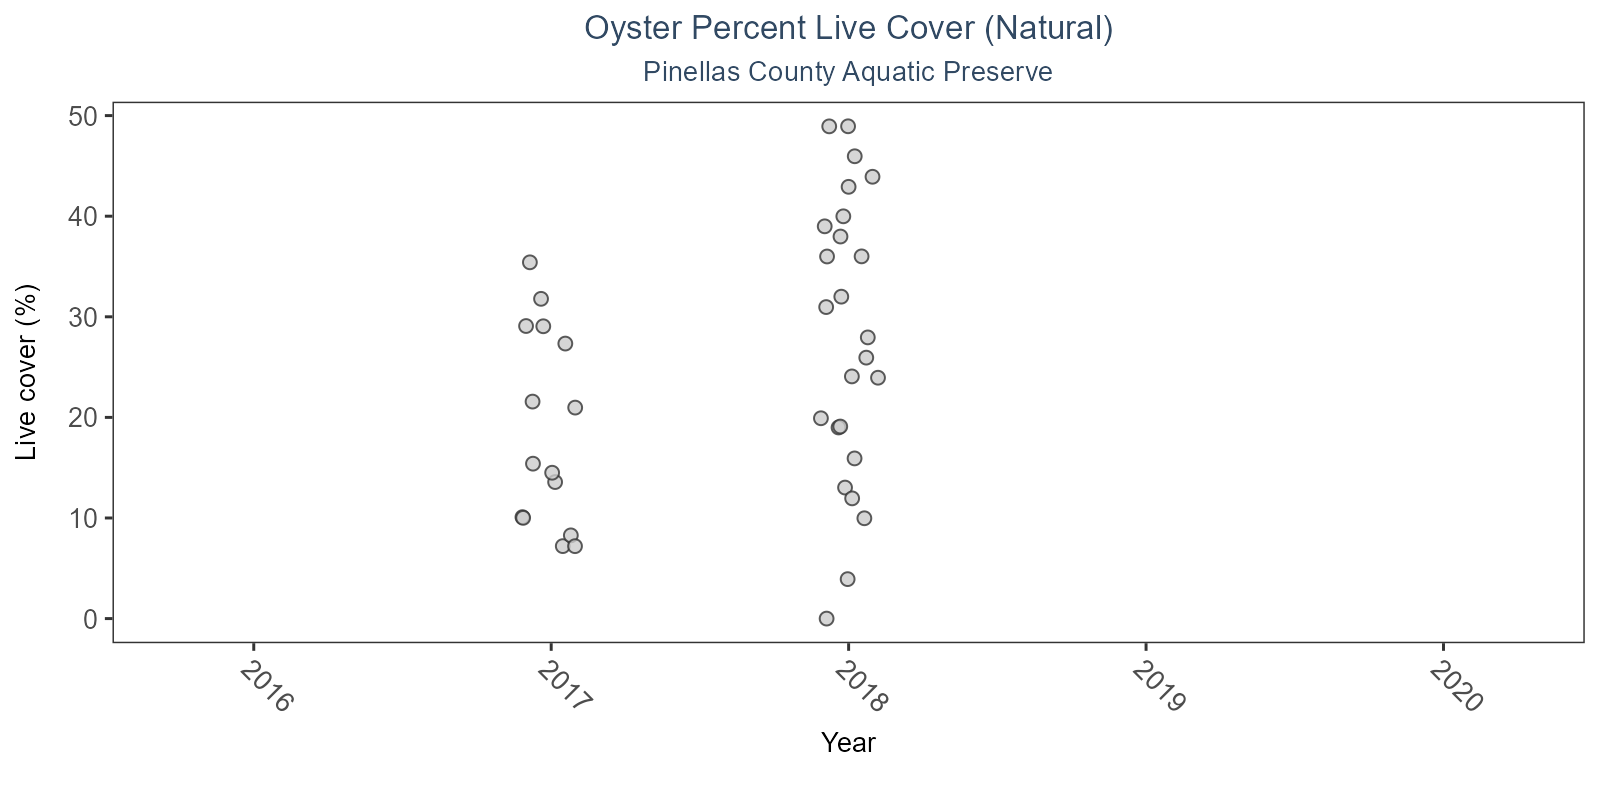 Oyster Percent Live Cover (Natural)
Pinellas County Aquatic Preserve
50
40
30
20
10
0
Live cover (%)
2016
2017
2018
2019
2020
Year